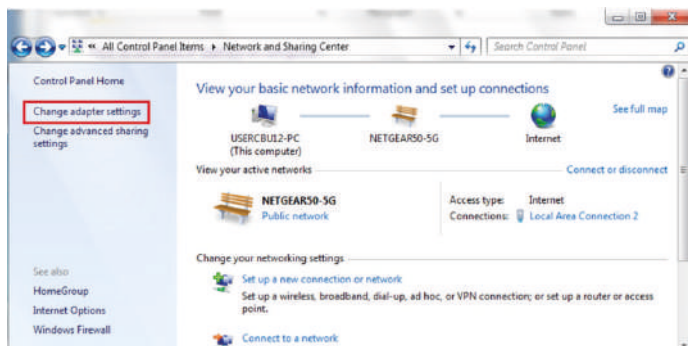 « All Control Panel Items ▸ Network and Sharing Center
Search Control Panel
Control Panel Home
Change adapter settings
Change advanced sharing
settings
See also
HomeGroup
Internet Options
Windows Firewall
View your basic network information and set up connections
See full map
USERCBU12-PC
(This computer)
NETGEAR50-5G
Internet
View your active networks
Connect or disconnect
NETGEAR50-5G
Public network
Access type: Internet
Connections: Local Area Connection 2
Change your networking settings
Set up a new connection or network
Set up a wireless, broadband, dial-up, ad hoc, or VPN connection; or set up a router or access
point.
Connect to a network